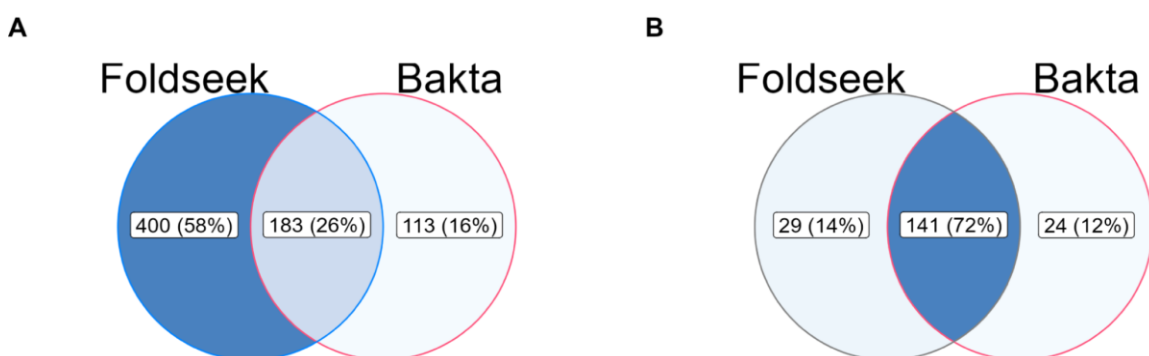 A
B
Foldseek Bakta
Foldseek Bakta
400 (58%) 183 (26%) 113 (16%)
29 (14%) 141 (72%) 24 (12%)